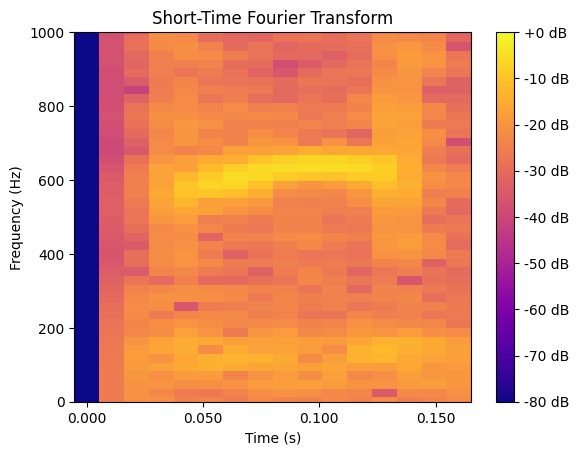 Short-Time Fourier Transform
1000
800
600
400
200
0
Frequency (Hz)
0.000
0.050
0.100
0.150
Time (s)
+0 dB
-10 dB
-20 dB
-30 dB
-40 dB
-50 dB
-60 dB
-70 dB
-80 dB